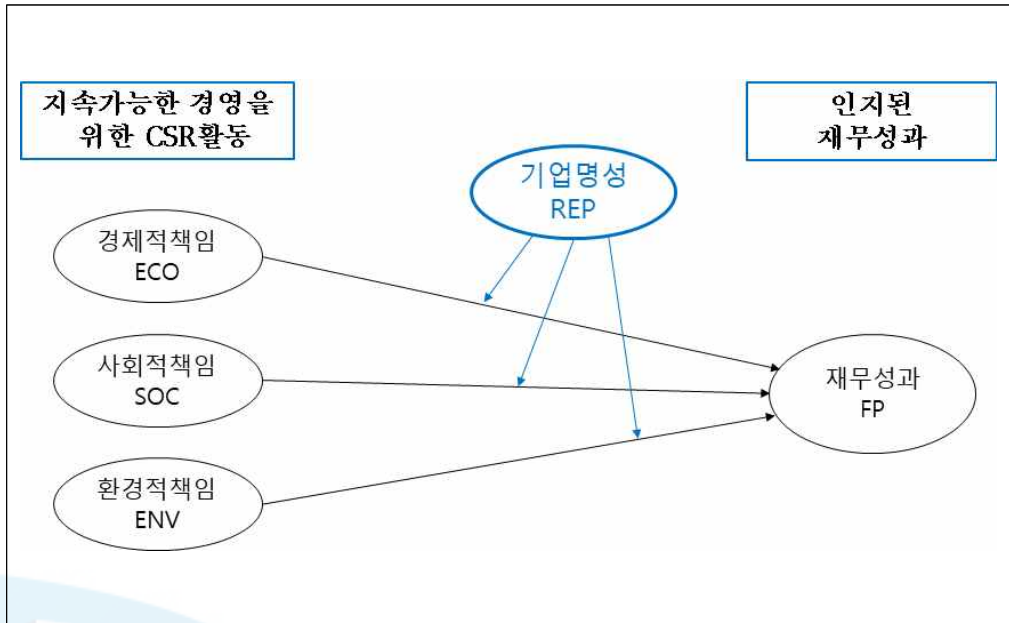 지속가능한 경영을
위한 CSR활동
인지된
재무성과
기업명성
REP
경제적책임
ECO
사회적책임
SOC
재무성과
FP
환경적책임
ENV